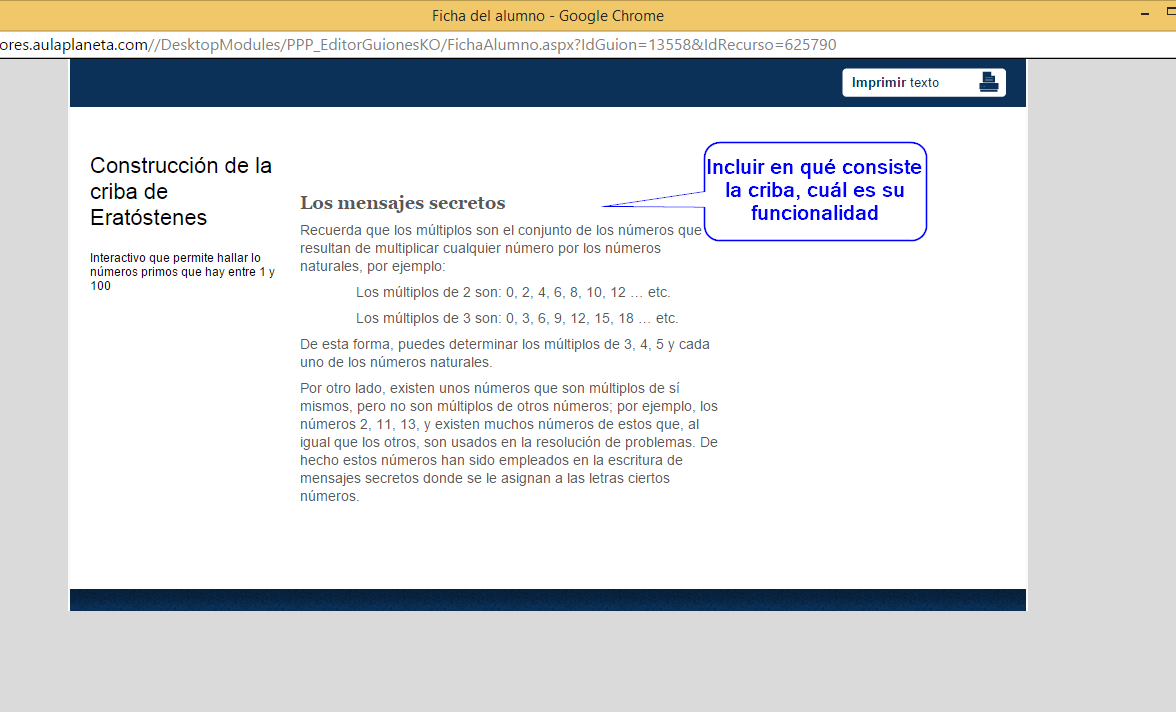 Ficha del alumno - Google Chrome
ores.aulaplaneta.com//DesktopModules/PPP_EditorGuionesKO/FichaAlumno.aspx?IdGuion=13558&IdRecurso=625790
Imprimir texto
Construcción de la
criba de
Eratóstenes
Interactivo que permite hallar lo
números primos que hay entre 1 y
100
Incluir en qué consiste
la criba, cuál es su
funcionalidad
Los mensajes secretos
Recuerda que los múltiplos son el conjunto de los números que
resultan de multiplicar cualquier número por los números
naturales, por ejemplo:
Los múltiplos de 2 son: 0, 2, 4, 6, 8, 10, 12 … etc.
Los múltiplos de 3 son: 0, 3, 6, 9, 12, 15, 18 … etc.
De esta forma, puedes determinar los múltiplos de 3, 4, 5 y cada
uno de los números naturales.
Por otro lado, existen unos números que son múltiplos de sí
mismos, pero no son múltiplos de otros números; por ejemplo, los
números 2, 11, 13, y existen muchos números de estos que, al
igual que los otros, son usados en la resolución de problemas. De
hecho estos números han sido empleados en la escritura de
mensajes secretos donde se le asignan a las letras ciertos
números.